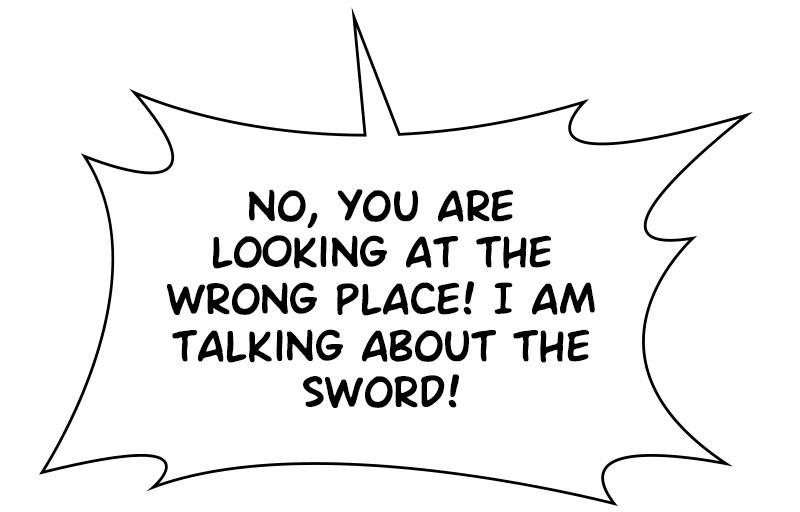 NO, YOU ARE
LOOKING AT THE
WRONG PLACE! I AM
TALKING ABOUT THE
SWORD!